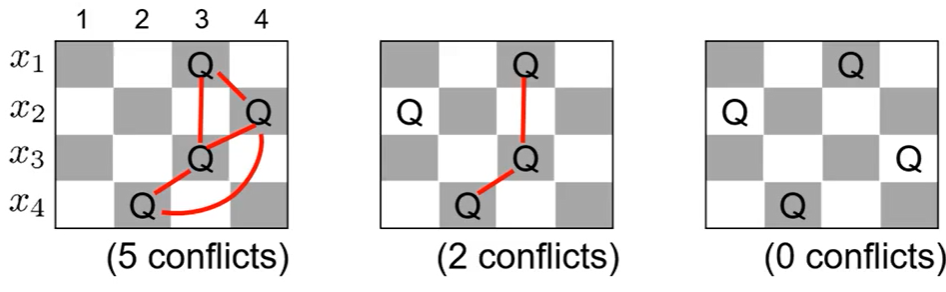 1 2 3 4
x₁ Q Q Q
x₂ Q Q Q
x₃ Q Q Q
x₄ Q Q Q
(5 conflicts) (2 conflicts) (0 conflicts)